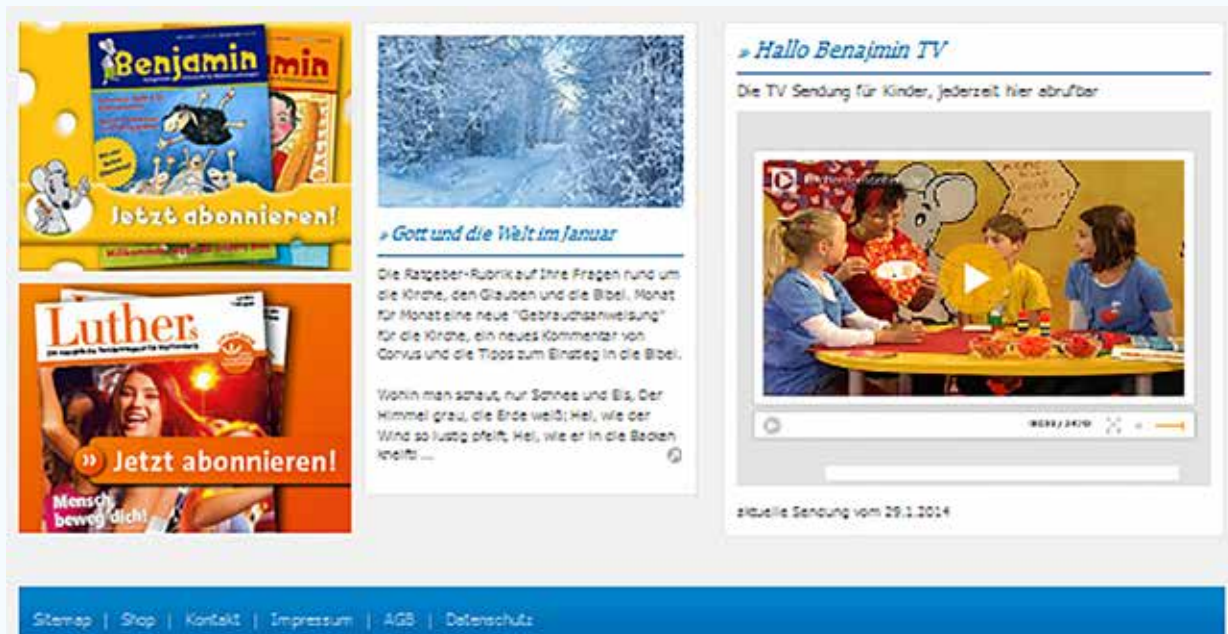 Benjamin
Jetzt abonnieren!
Luthers
Jetzt abonnieren!
Mensch,
beweg dich!
» Gott und die Welt im Januar
Die Ratgeber-Rubrik auf Ihre Fragen rund um
die Kirche, den Glauben und die Bibel. Monat
für Monat eine neue "Gebrauchsanweisung"
für die Kirche, ein neues Kommentar von
Corvus und die Tipps zum Einstieg in die Bibel.
Wohin man schaut, nur Schnee und Eis, Der
Himmel grau, die Erde weiß; Hei, wie der
Wind so lustig pfeift, Hei, wie er in die Backen
kneift! ...
» Hallo Benajmin TV
Die TV Sendung für Kinder, jederzeit hier abrufbar
aktuelle Sendung vom 29.1.2014
Sitemap | Shop | Kontakt | Impressum | AGB | Datenschutz